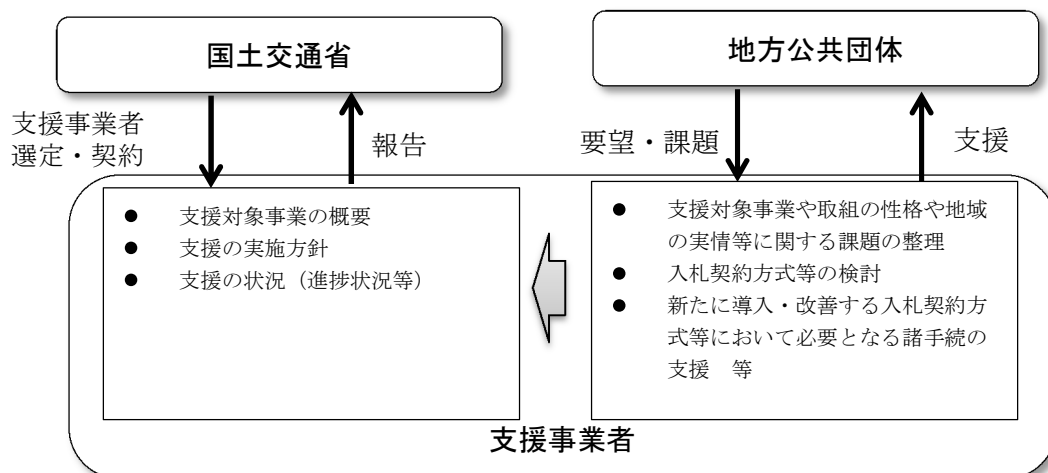 国土交通省
地方公共団体
支援事業者
選定・契約
報告
要望・課題
支援
● 支援対象事業の概要
● 支援の実施方針
● 支援の状況（進捗状況等）
● 支援対象事業や取組の性格や地域
の実情等に関する課題の整理
● 入札契約方式等の検討
● 新たに導入・改善する入札契約方
式等において必要となる諸手続の
支援　等
支援事業者